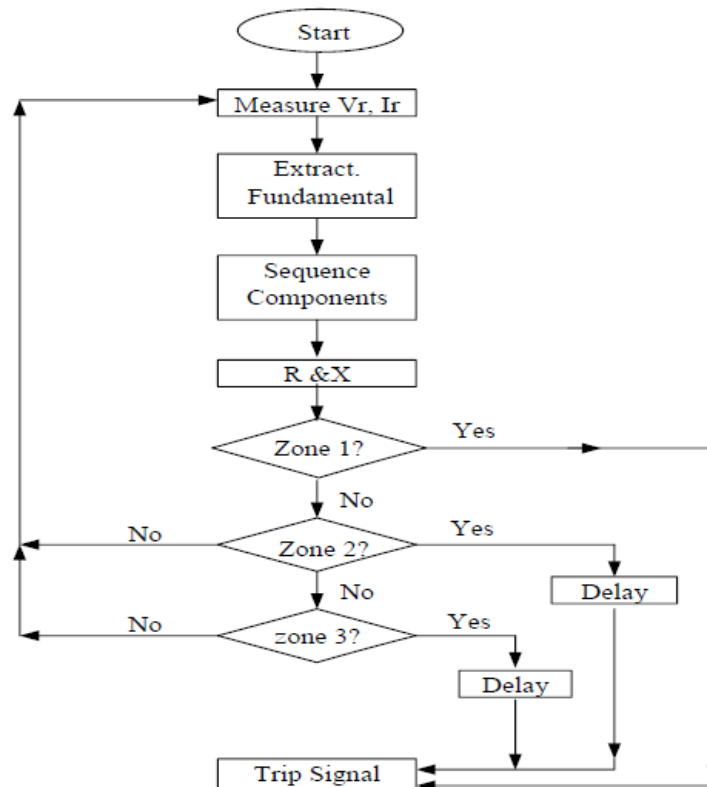 Start
Measure Vr, Ir
Extract.
Fundamental
Sequence
Components
R &X
Zone 1?
Yes
No
No
Zone 2?
Yes
Delay
No
No
zone 3?
Yes
Delay
Trip Signal